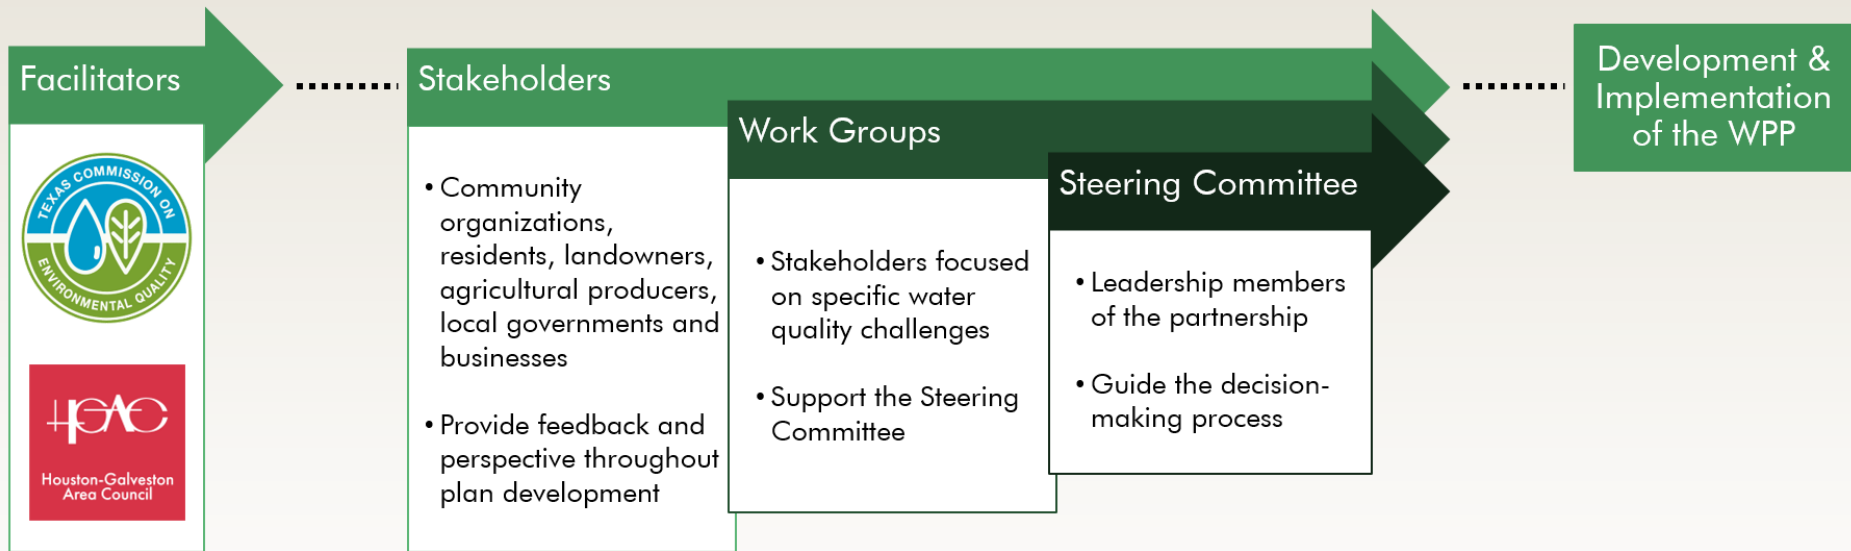 Facilitators
TEXAS COMMISSION ON
ENVIRONMENTAL QUALITY
HGAC
Houston-Galveston
Area Council
Stakeholders
• Community
organizations,
residents, landowners,
agricultural producers,
local governments and
businesses
• Provide feedback and
perspective throughout
plan development
Work Groups
• Stakeholders focused
on specific water
quality challenges
• Support the Steering
Committee
Steering Committee
• Leadership members
of the partnership
• Guide the decision-
making process
Development &
Implementation
of the WPP